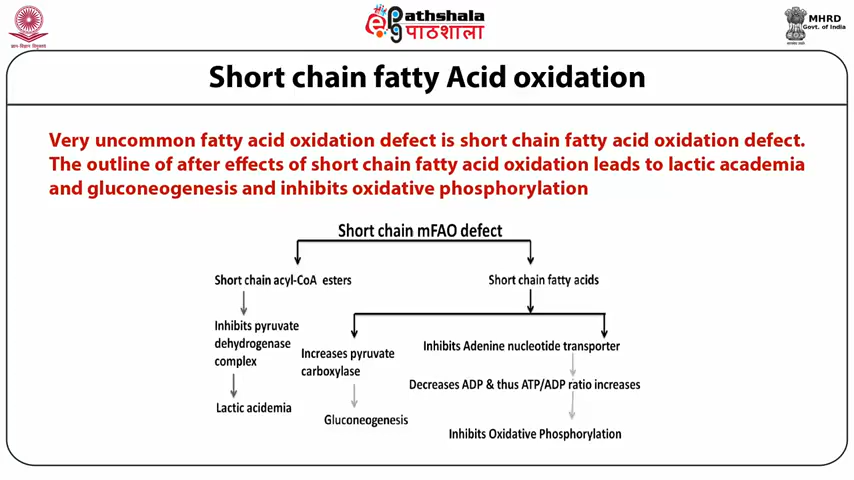 ePathshala
पाठशाला
MHRD
Govt. of India
Short chain fatty Acid oxidation
Very uncommon fatty acid oxidation defect is short chain fatty acid oxidation defect.
The outline of after effects of short chain fatty acid oxidation leads to lactic academia
and gluconeogenesis and inhibits oxidative phosphorylation
Short chain mFAO defect
Short chain acyl-CoA esters
Short chain fatty acids
Inhibits pyruvate
dehydrogenase
complex
Lactic acidemia
Increases pyruvate
carboxylase
Gluconeogenesis
Inhibits Adenine nucleotide transporter
Decreases ADP & thus ATP/ADP ratio increases
Inhibits Oxidative Phosphorylation